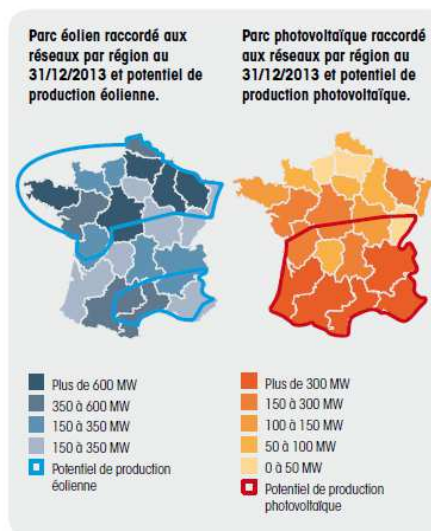 Parc éolien raccordé aux
réseaux par région au
31/12/2013 et potentiel de
production éolienne.
Parc photovoltaïque raccordé
aux réseaux par région au
31/12/2013 et potentiel de
production photovoltaïque.
Plus de 600 MW
350 à 600 MW
150 à 350 MW
150 à 350 MW
Potentiel de production
éolienne
Plus de 300 MW
150 à 300 MW
100 à 150 MW
50 à 100 MW
0 à 50 MW
Potentiel de production
photovoltaïque